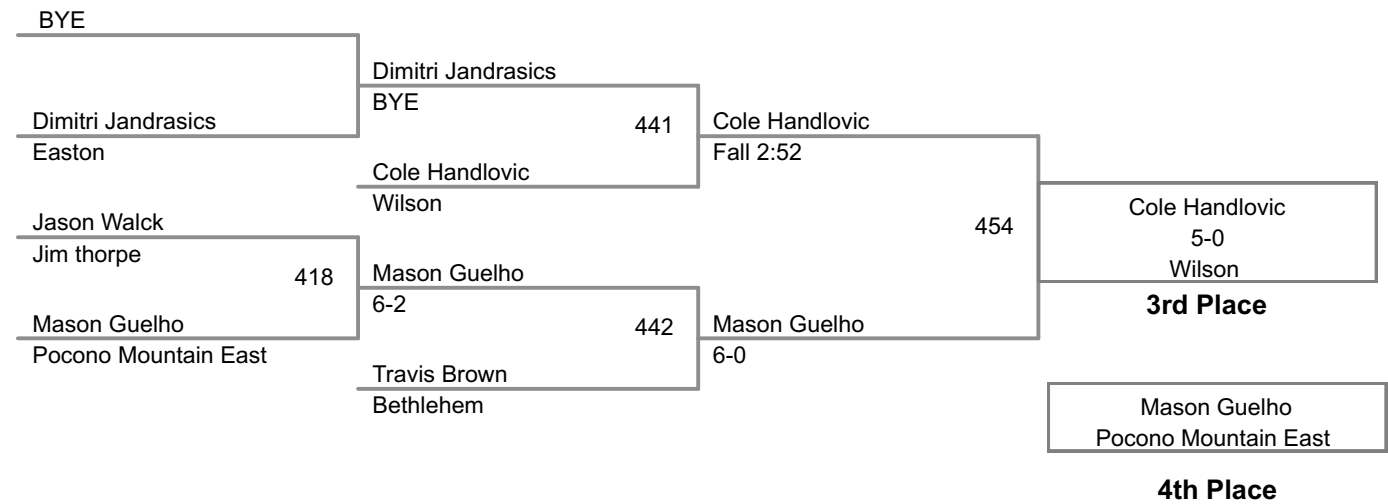 BYE
Dimitri Jandrasics
BYE
Dimitri Jandrasics
Easton
441
Cole Handlovic
Fall 2:52
Cole Handlovic
Wilson
Jason Walck
Jim thorpe
418
Mason Guelho
6-2
Mason Guelho
Pocono Mountain East
442
Mason Guelho
6-0
Travis Brown
Bethlehem
454
Cole Handlovic
5-0
Wilson
3rd Place
Mason Guelho
Pocono Mountain East
4th Place